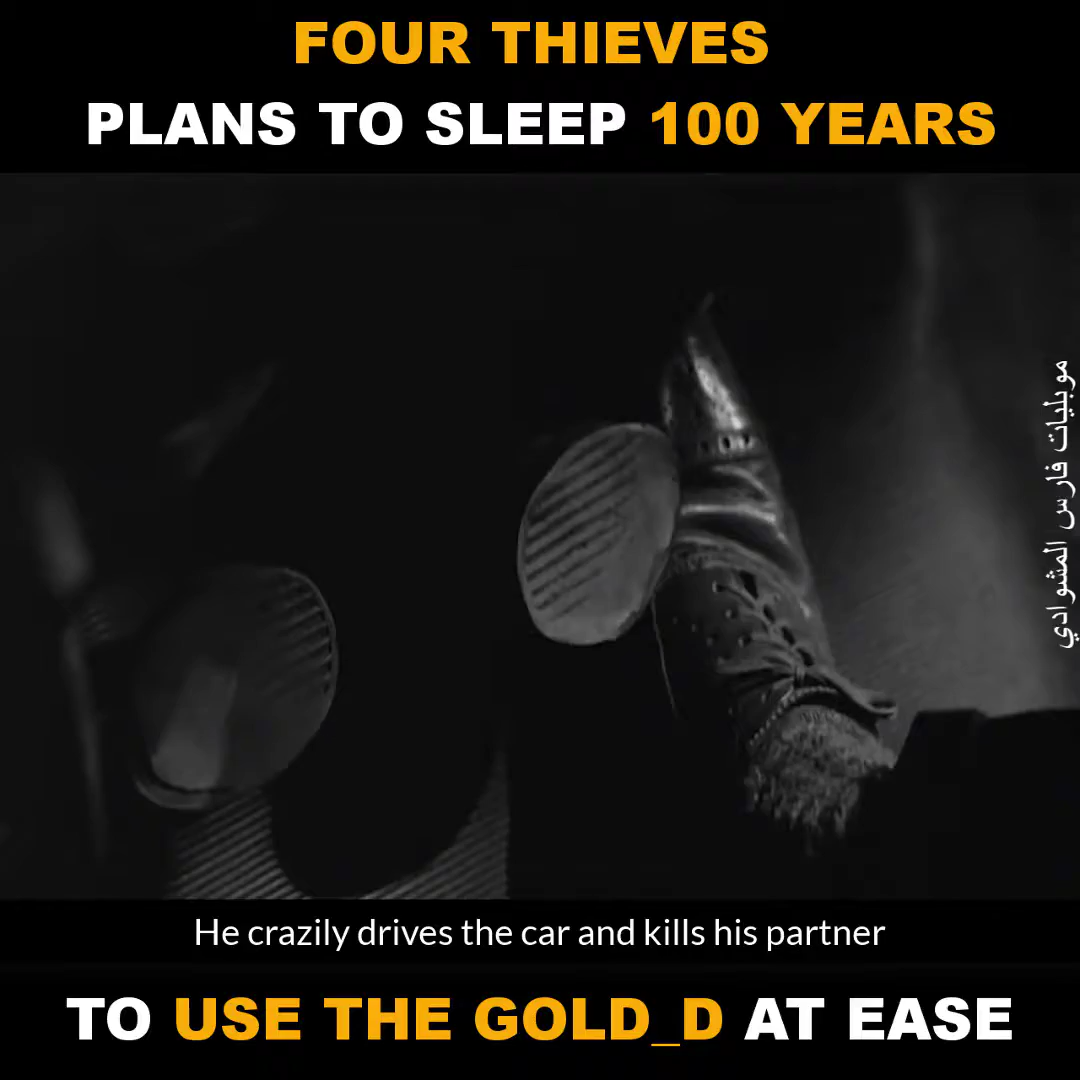 FOUR THIEVES
PLANS TO SLEEP 100 YEARS
موبليات فارس المشوادي
He crazily drives the car and kills his partner
TO USE THE GOLD_D AT EASE